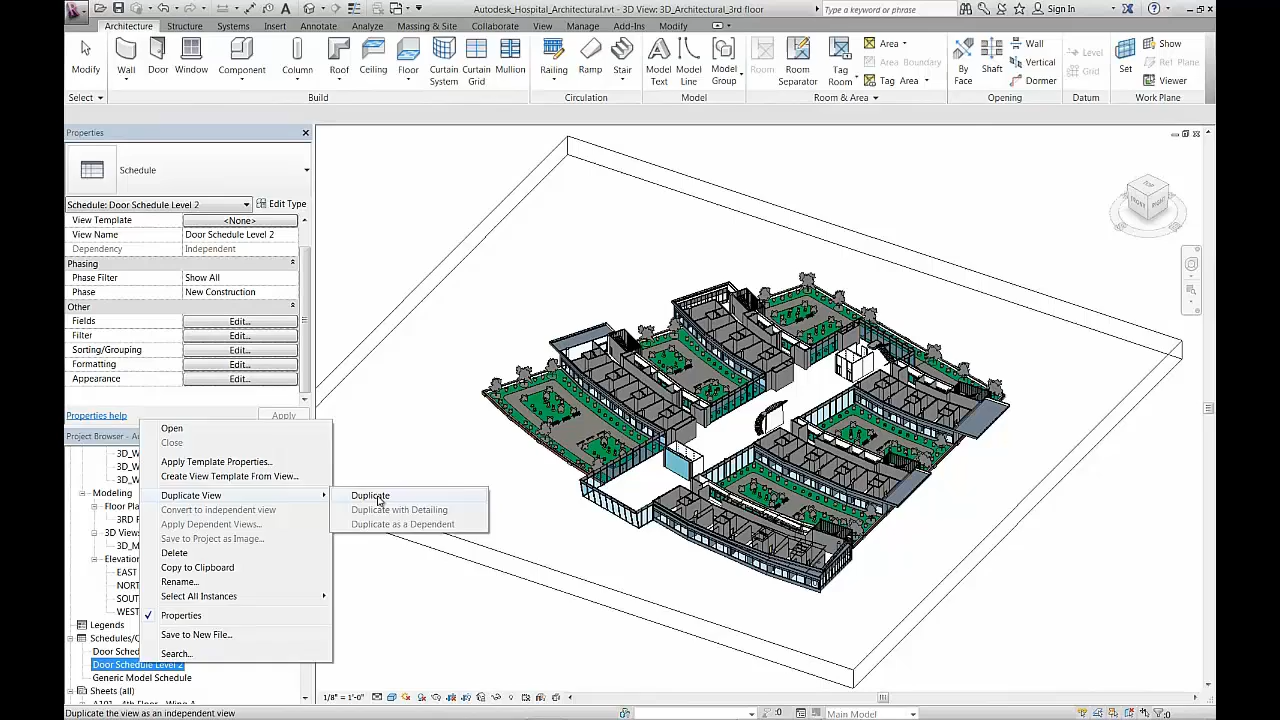 Autodesk_Hospital_Architectural.rvt - 3D View: 3D_Architectural_3rd floor
Type a keyword or phrase
Sign In
Architecture Structure Systems Insert Annotate Analyze Massing & Site Collaborate View Manage Add-Ins Modify
Modify Wall Door Window Component Column Roof Ceiling Floor Curtain System Curtain Grid Mullion Railing Ramp Stair Model Text Model Line Model Group Room Room Separator Tag Room
Area
Area Boundary
Tag Area
By Face Shaft
Wall
Vertical
Dormer
Level
Grid
Set
Show
Ref Plane
Viewer
Select Build Circulation Model Room & Area Opening Datum Work Plane
Properties
Schedule
Schedule: Door Schedule Level 2 Edit Type
View Template <None>
View Name Door Schedule Level 2
Dependency Independent
Phasing
Phase Filter Show All
Phase New Construction
Other
Fields Edit...
Filter Edit...
Sorting/Grouping Edit...
Formatting Edit...
Appearance Edit...
Properties help Apply
Project Browser - A
3D_W
3D_W
3D_W
Modeling
Floor Pla
3RD F
3D Views
3D_M
Elevation
EAST
NORT
SOUT
WEST
Legends
Schedules/Q
Door Sched
Door Schedule Level 2
Generic Model Schedule
Sheets (all)
Open
Close
Apply Template Properties...
Create View Template From View...
Duplicate View
Convert to independent view
Apply Dependent Views...
Save to Project as Image...
Delete
Copy to Clipboard
Rename...
Select All Instances
Properties
Save to New File...
Search...
Duplicate
Duplicate with Detailing
Duplicate as a Dependent
TOP
FRONT RIGHT
1/8" = 1'-0"
Duplicate the view as an independent view
:0 Main Model :0